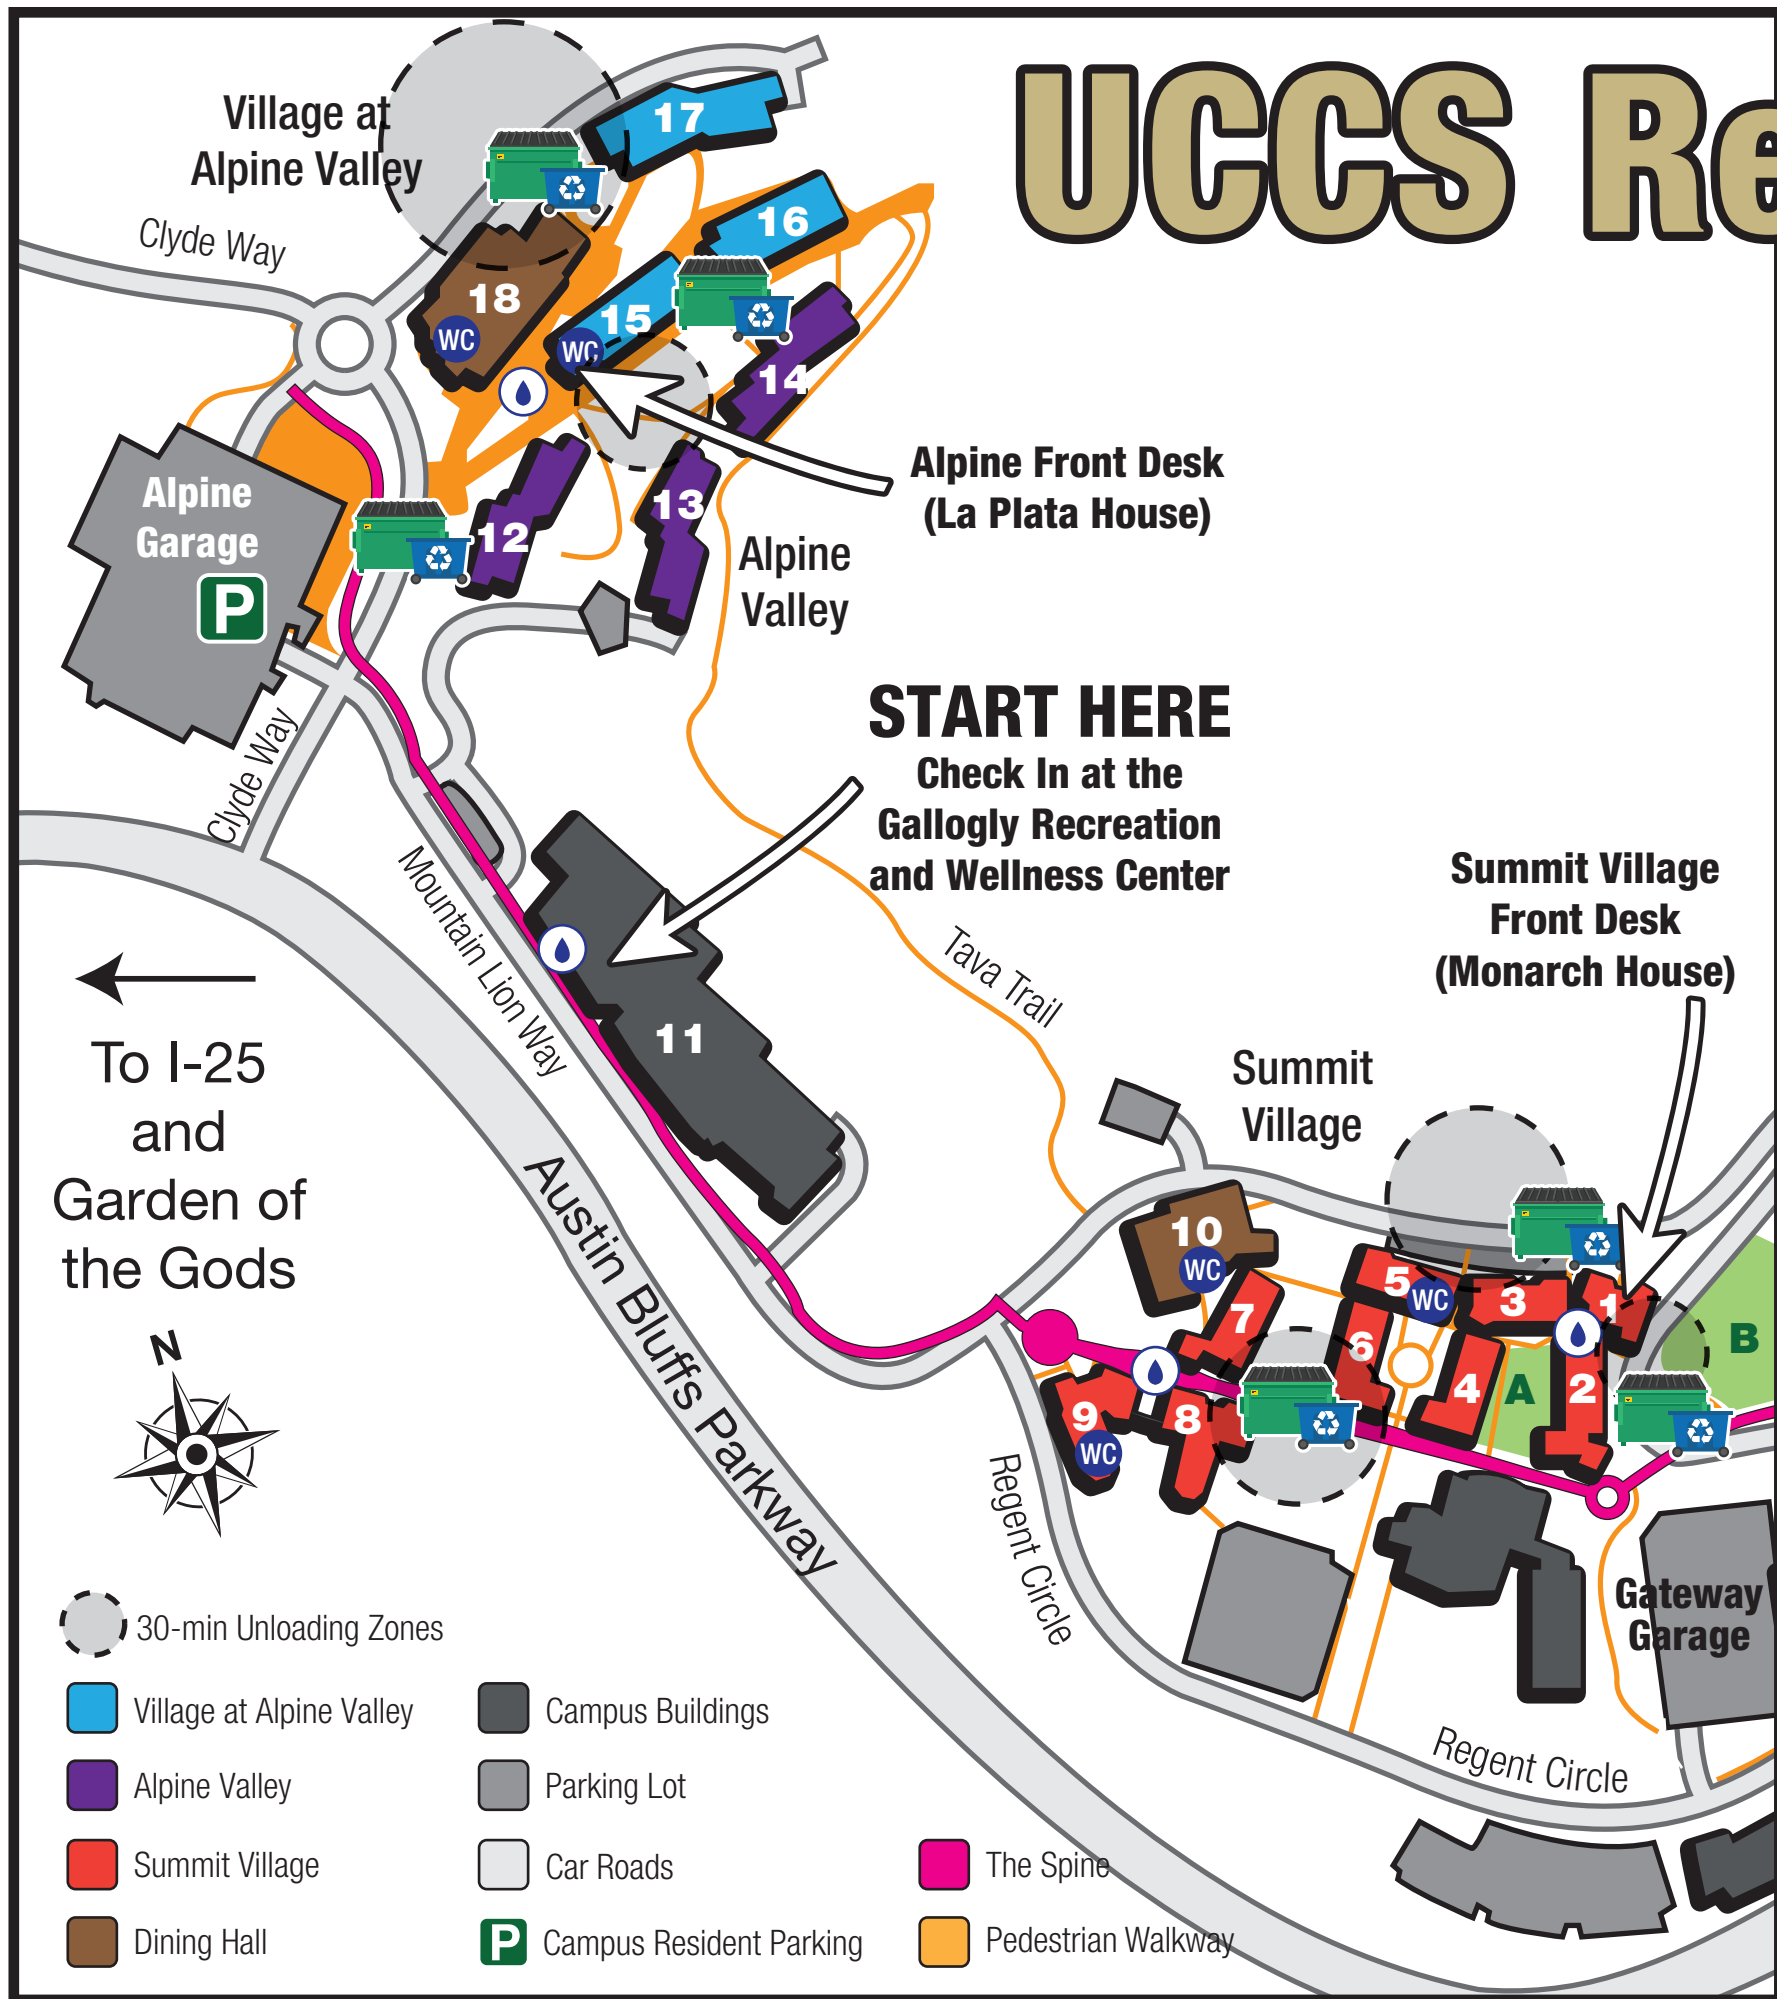 UCCS Re
Village at
Alpine Valley
Clyde Way
17
16
18
15
WC
WC
14
Alpine Front Desk
(La Plata House)
Alpine
Garage
P
13
12
Alpine
Valley
START HERE
Check In at the
Gallogly Recreation
and Wellness Center
Clyde Way
Mountain Lion Way
Summit Village
Front Desk
(Monarch House)
Tava Trail
11
To I-25
and
Garden of
the Gods
Summit
Village
Austin Bluffs Parkway
10
WC
5
WC
3
1
7
6
4
A
2
B
9
WC
8
N
Regent Circle
Gateway
Garage
Regent Circle
30-min Unloading Zones
Village at Alpine Valley
Alpine Valley
Summit Village
Dining Hall
Campus Buildings
Parking Lot
Car Roads
P Campus Resident Parking
The Spine
Pedestrian Walkway